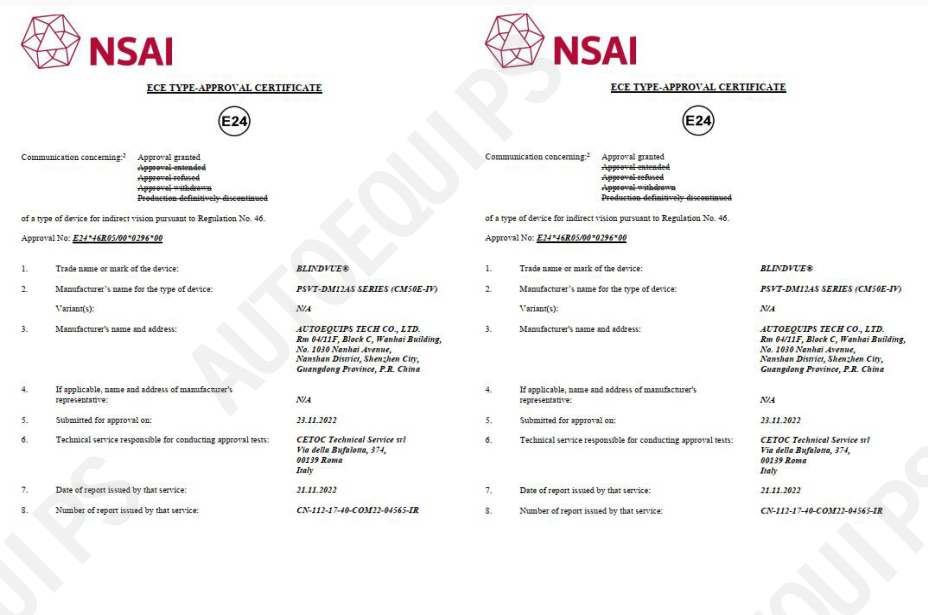 NSAI
ECE TYPE-APPROVAL CERTIFICATE
E24
Communication concerning:² Approval granted
Approval extended
Approval refused
Approval withdrawn
Production definitively discontinued
of a type of device for indirect vision pursuant to Regulation No. 46.
Approval No: E24*46R05/00*0296*00
1. Trade name or mark of the device: BLINDVUE®
2. Manufacturer's name for the type of device: PSVT-DM12AS SERIES (CM50E-IV)
Variant(s): N/A
3. Manufacturer's name and address: AUTOEQUIPS TECH CO., LTD.
Rm 04/11F, Block C, Wanhai Building,
No. 1030 Nanhai Avenue,
Nanshan District, Shenzhen City,
Guangdong Province, P.R. China
4. If applicable, name and address of manufacturer's
representative: N/A
5. Submitted for approval on: 23.11.2022
6. Technical service responsible for conducting approval tests: CETOC Technical Service srl
Via della Bufalotta, 374,
00139 Roma
Italy
7. Date of report issued by that service: 21.11.2022
8. Number of report issued by that service: CN-112-17-40-COM22-04565-IR
NSAI
ECE TYPE-APPROVAL CERTIFICATE
E24
Communication concerning:² Approval granted
Approval extended
Approval refused
Approval withdrawn
Production definitively discontinued
of a type of device for indirect vision pursuant to Regulation No. 46.
Approval No: E24*46R05/00*0296*00
1. Trade name or mark of the device: BLINDVUE®
2. Manufacturer's name for the type of device: PSVT-DM12AS SERIES (CM50E-IV)
Variant(s): N/A
3. Manufacturer's name and address: AUTOEQUIPS TECH CO., LTD.
Rm 04/11F, Block C, Wanhai Building,
No. 1030 Nanhai Avenue,
Nanshan District, Shenzhen City,
Guangdong Province, P.R. China
4. If applicable, name and address of manufacturer's
representative: N/A
5. Submitted for approval on: 23.11.2022
6. Technical service responsible for conducting approval tests: CETOC Technical Service srl
Via della Bufalotta, 374,
00139 Roma
Italy
7. Date of report issued by that service: 21.11.2022
8. Number of report issued by that service: CN-112-17-40-COM22-04565-IR
AUTOEQUI PS
UI PS
OUI PS